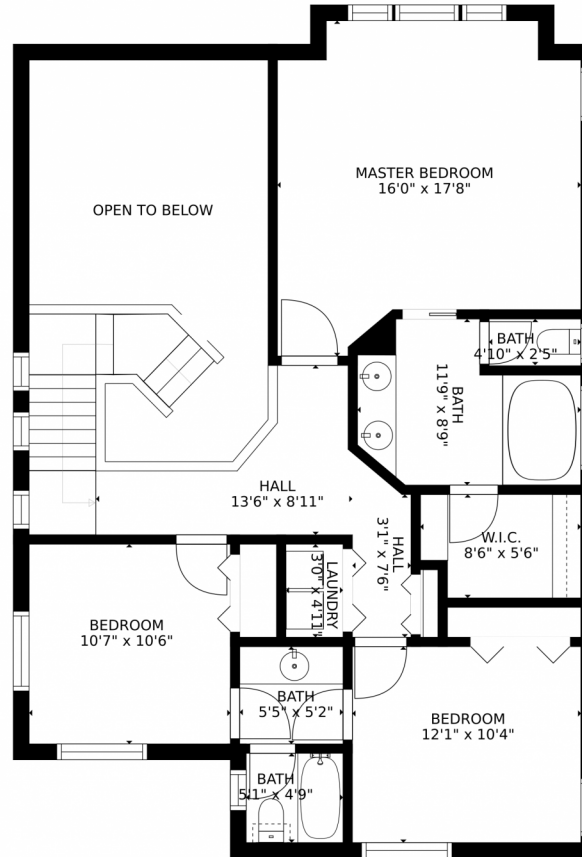 MASTER BEDROOM
16'0" x 17'8"
OPEN TO BELOW
BATH
4'10" x 2'5"
BATH
11'9" x 8'9"
HALL
13'6" x 8'11"
HALL
3'1" x 7'6"
W.I.C.
8'6" x 5'6"
LAUNDRY
3'0" x 4'11"
BEDROOM
10'7" x 10'6"
BATH
5'5" x 5'2"
BEDROOM
12'1" x 10'4"
BATH
5'1" x 4'9"